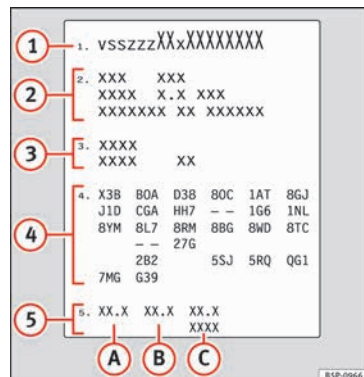 1 1. VSSZZZXXxXXXXXXXX
2. XXX XXX
2 XXXX X.X XXX
XXXXXXX XX XXXXXX
3. XXXX
3 XXXX XX
4. X3B B0A D38 80C 1AT 8GJ
J1D CGA HH7 - - 1G6 1NL
4 8YM 8L7 8RM 8BG 8WD 8TC
- - 27G
2B2 5SJ 5RQ QG1
7MG G39
5 5. XX.X XX.X XX.X
XXXX
A B C
BSP-0966